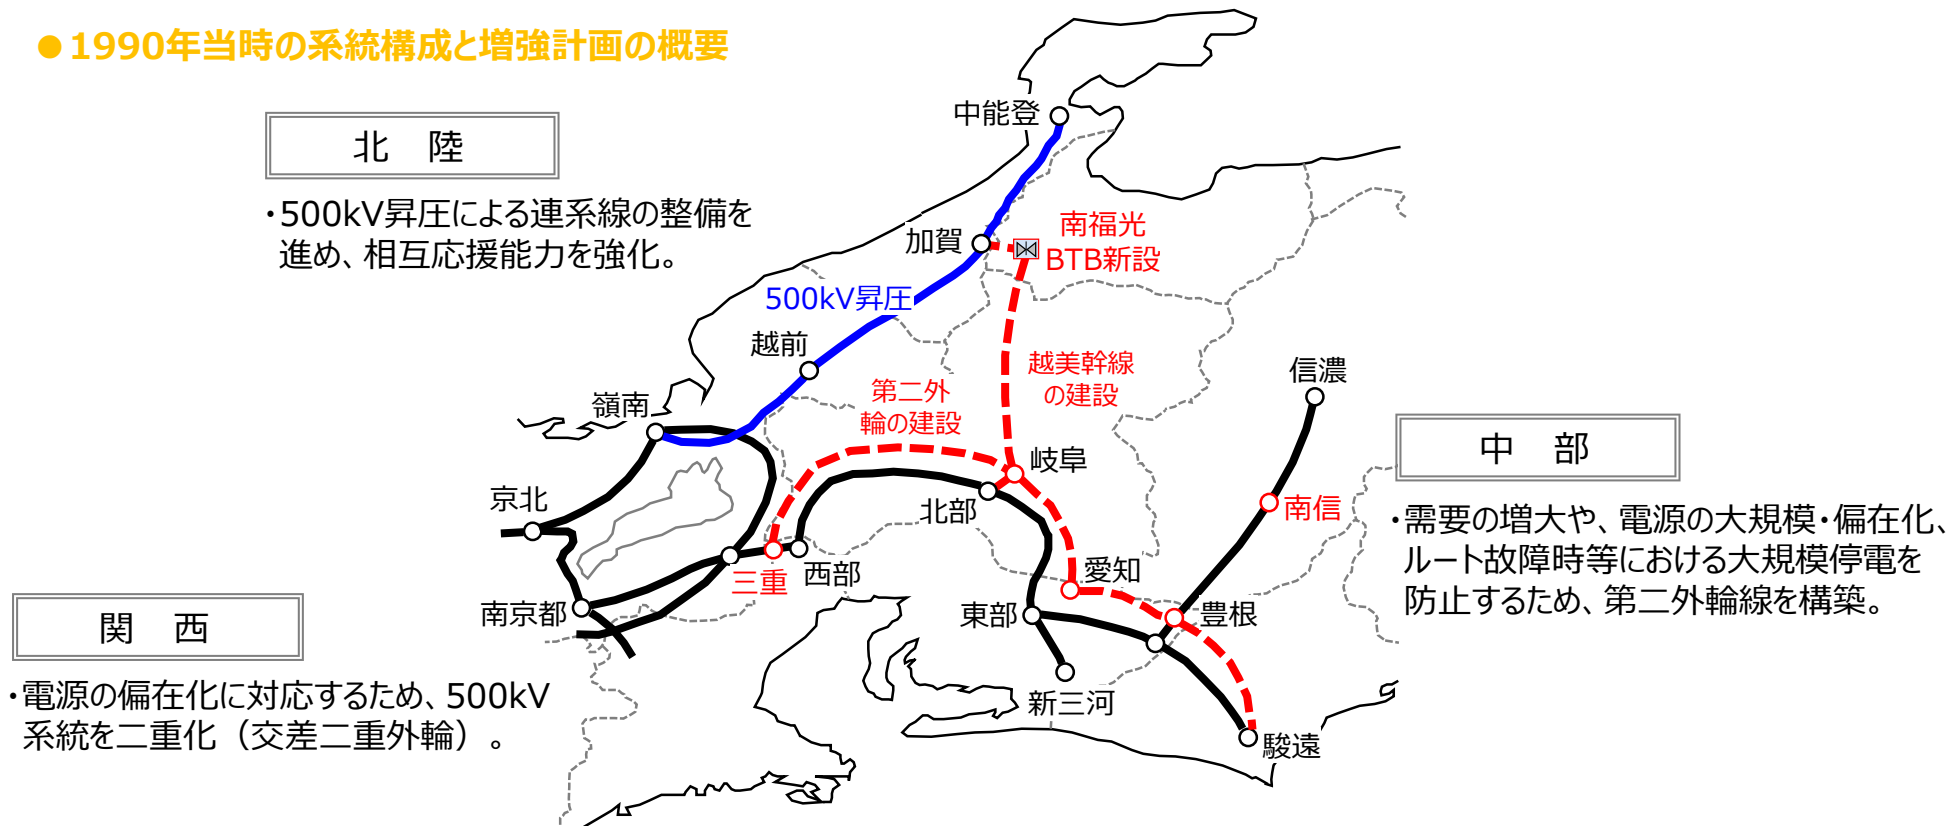 ●1990年当時の系統構成と増強計画の概要
北　陸
・500kV昇圧による連系線の整備を
進め、相互応援能力を強化。
中能登
加賀
南福光
BTB新設
500kV昇圧
越前
嶺南
第二外
輪の建設
越美幹線
の建設
信濃
岐阜
北部
京北
南信
三重
西部
愛知
南京都
東部
豊根
新三河
駿遠
中　部
・需要の増大や、電源の大規模・偏在化、
ルート故障時等における大規模停電を
防止するため、第二外輪線を構築。
関　西
・電源の偏在化に対応するため、500kV
系統を二重化（交差二重外輪）。